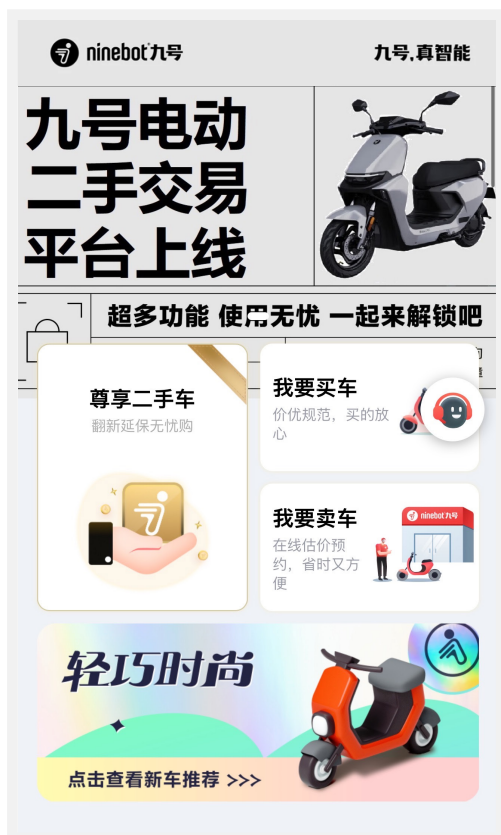 ninebot九号
九号,真智能
九号电动
二手交易
平台上线
超多功能 使用无忧 一起来解锁吧
尊享二手车
翻新延保无忧购
我要买车
价优规范，买的放
心
我要卖车
在线估价预
约，省时又方
便
ninebot九号
轻巧时尚
点击查看新车推荐 >>>